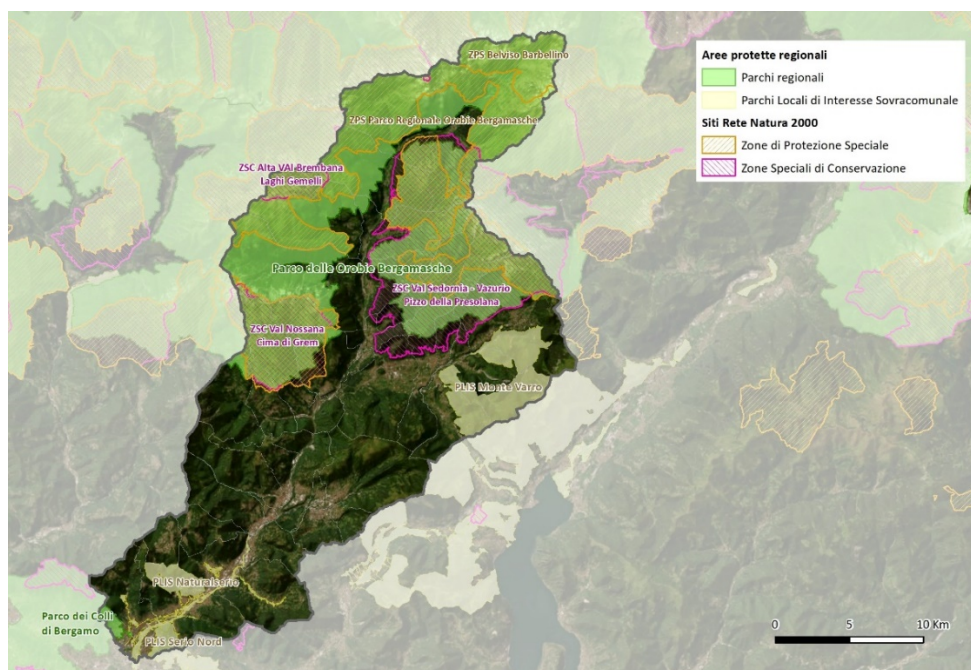 ZPS Belviso Barbellino
ZPS Parco Regionale Orobie Bergamasche
ZSC Alta VAl Brembana
Laghi Gemelli
Parco delle Orobie Bergamasche
ZSC Val Sedornia - Vazurio
Pizzo della Presolana
ZSC Val Nossana
Cima di Grem
PLIS Monte Varro
PLIS Naturalserio
Parco dei Colli
di Bergamo
PLIS Serio Nord
Aree protette regionali
Parchi regionali
Parchi Locali di Interesse Sovracomunale
Siti Rete Natura 2000
Zone di Protezione Speciale
Zone Speciali di Conservazione
0 5 10 Km